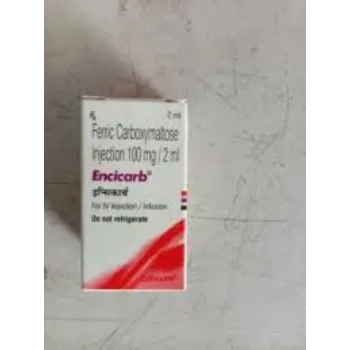 ℞ 2 ml
Ferric Carboxymaltose
Injection 100 mg / 2 ml
Encicarb®
इन्सिकार्ब
For IV Injection / Infusion
Do not refrigerate